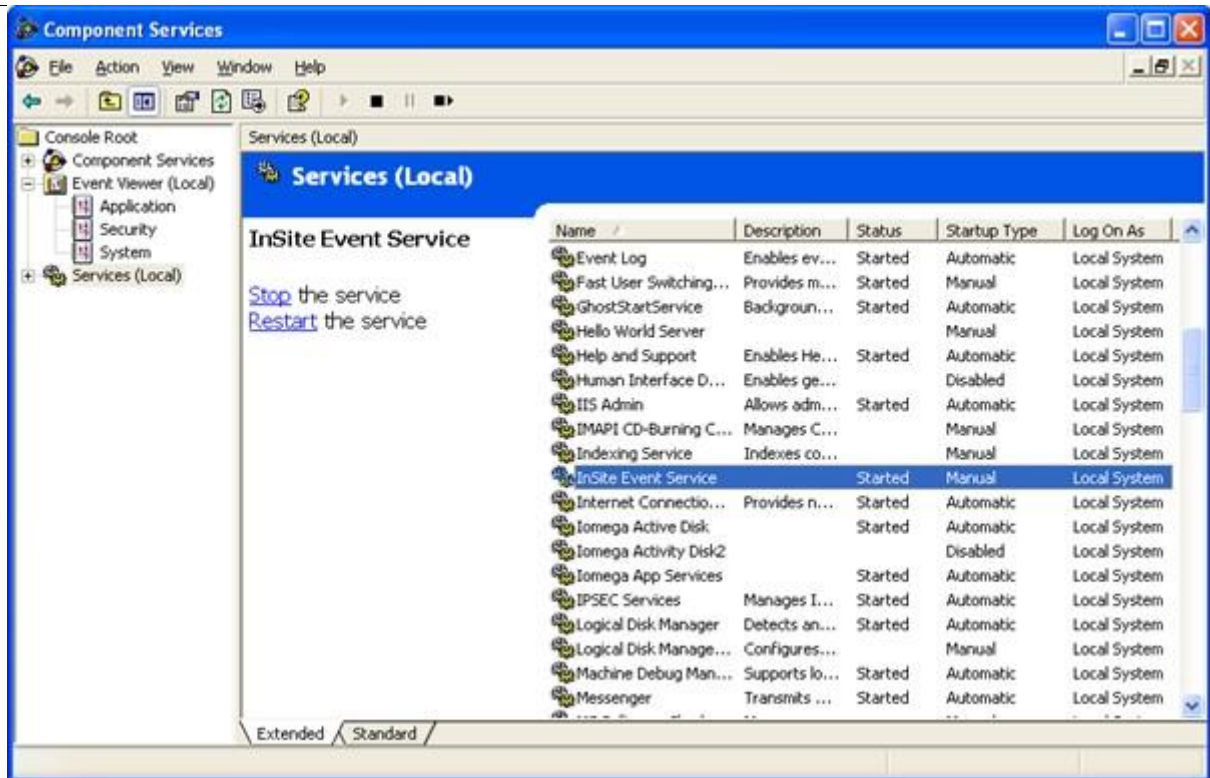 Component Services
File Action View Window Help
Console Root
Component Services
Event Viewer (Local)
Application
Security
System
Services (Local)
Services (Local)
Services (Local)
InSite Event Service
Stop the service
Restart the service
Name Description Status Startup Type Log On As
Event Log Enables ev... Started Automatic Local System
Fast User Switching... Provides m... Started Manual Local System
GhostStartService Backgroun... Started Automatic Local System
Hello World Server Manual Local System
Help and Support Enables He... Started Automatic Local System
Human Interface D... Enables ge... Disabled Local System
IIS Admin Allows adm... Started Automatic Local System
IMAPI CD-Burning C... Manages C... Manual Local System
Indexing Service Indexes co... Manual Local System
InSite Event Service Started Manual Local System
Internet Connectio... Provides n... Started Automatic Local System
Iomega Active Disk Started Automatic Local System
Iomega Activity Disk2 Disabled Local System
Iomega App Services Started Automatic Local System
IPSEC Services Manages I... Started Automatic Local System
Logical Disk Manager Detects an... Started Automatic Local System
Logical Disk Manage... Configures... Manual Local System
Machine Debug Man... Supports lo... Started Automatic Local System
Messenger Transmits ... Started Automatic Local System
Extended Standard